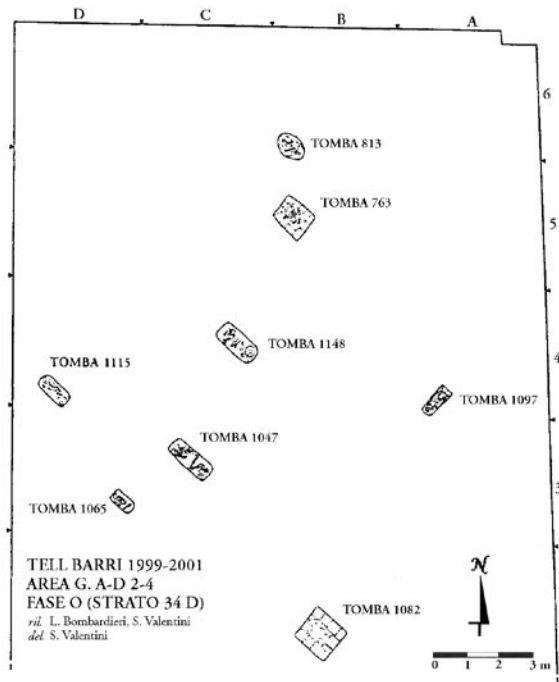 D C B A
6
TOMBA 813
TOMBA 763
5
TOMBA 1148
4
TOMBA 1115
TOMBA 1097
TOMBA 1047
3
TOMBA 1065
TELL BARRI 1999-2001
AREA G. A-D 2-4
FASE O (STRATO 34 D)
ril. L. Bombardieri, S. Valentini
del. S. Valentini
N
TOMBA 1082
0 1 2 3 m